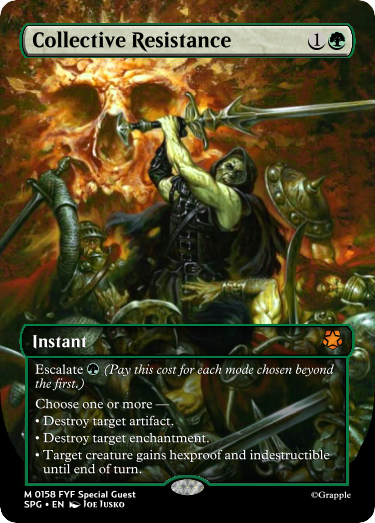 Collective Resistance 1
Instant
Escalate (Pay this cost for each mode chosen beyond
the first.)
Choose one or more —
• Destroy target artifact.
• Destroy target enchantment.
• Target creature gains hexproof and indestructible
until end of turn.
M 0158 FYF Special Guest
SPG • EN Joe Jusko
©Grapple